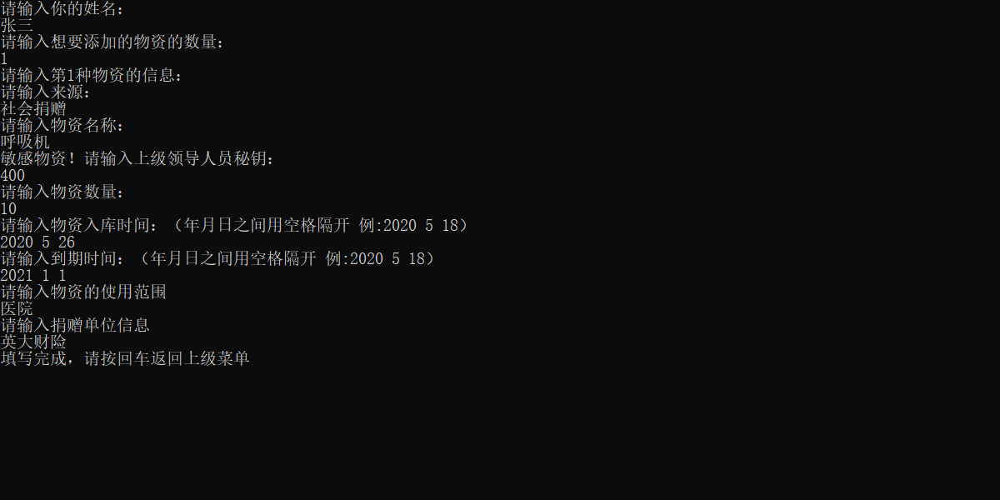 请输入你的姓名：
张三
请输入想要添加的物资的数量：
1
请输入第1种物资的信息：
请输入来源：
社会捐赠
请输入物资名称：
呼吸机
敏感物资！请输入上级领导人员秘钥：
400
请输入物资数量：
10
请输入物资入库时间：（年月日之间用空格隔开 例:2020 5 18）
2020 5 26
请输入到期时间：（年月日之间用空格隔开 例:2020 5 18）
2021 1 1
请输入物资的使用范围
医院
请输入捐赠单位信息
英大财险
填写完成，请按回车返回上级菜单